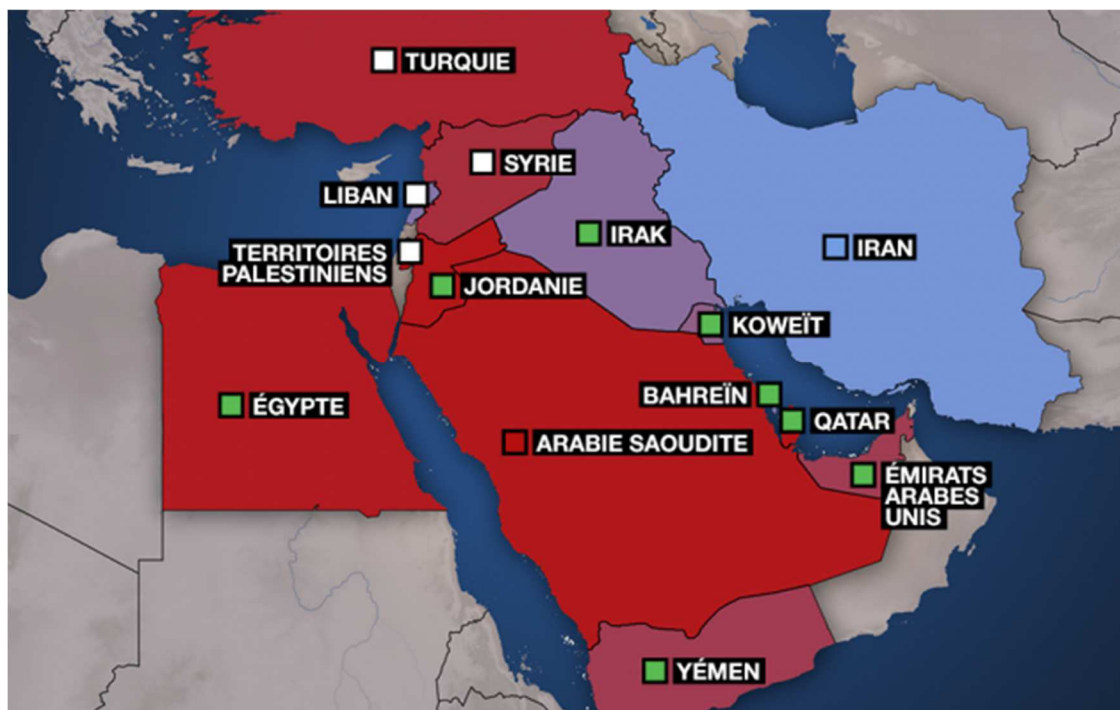 TURQUIE
SYRIE
LIBAN
IRAK
TERRITOIRES
PALESTINIENS
IRAN
JORDANIE
KOWEÏT
BAHREÏN
ÉGYPTE
QATAR
ARABIE SAOUDITE
ÉMIRATS
ARABES
UNIS
YÉMEN